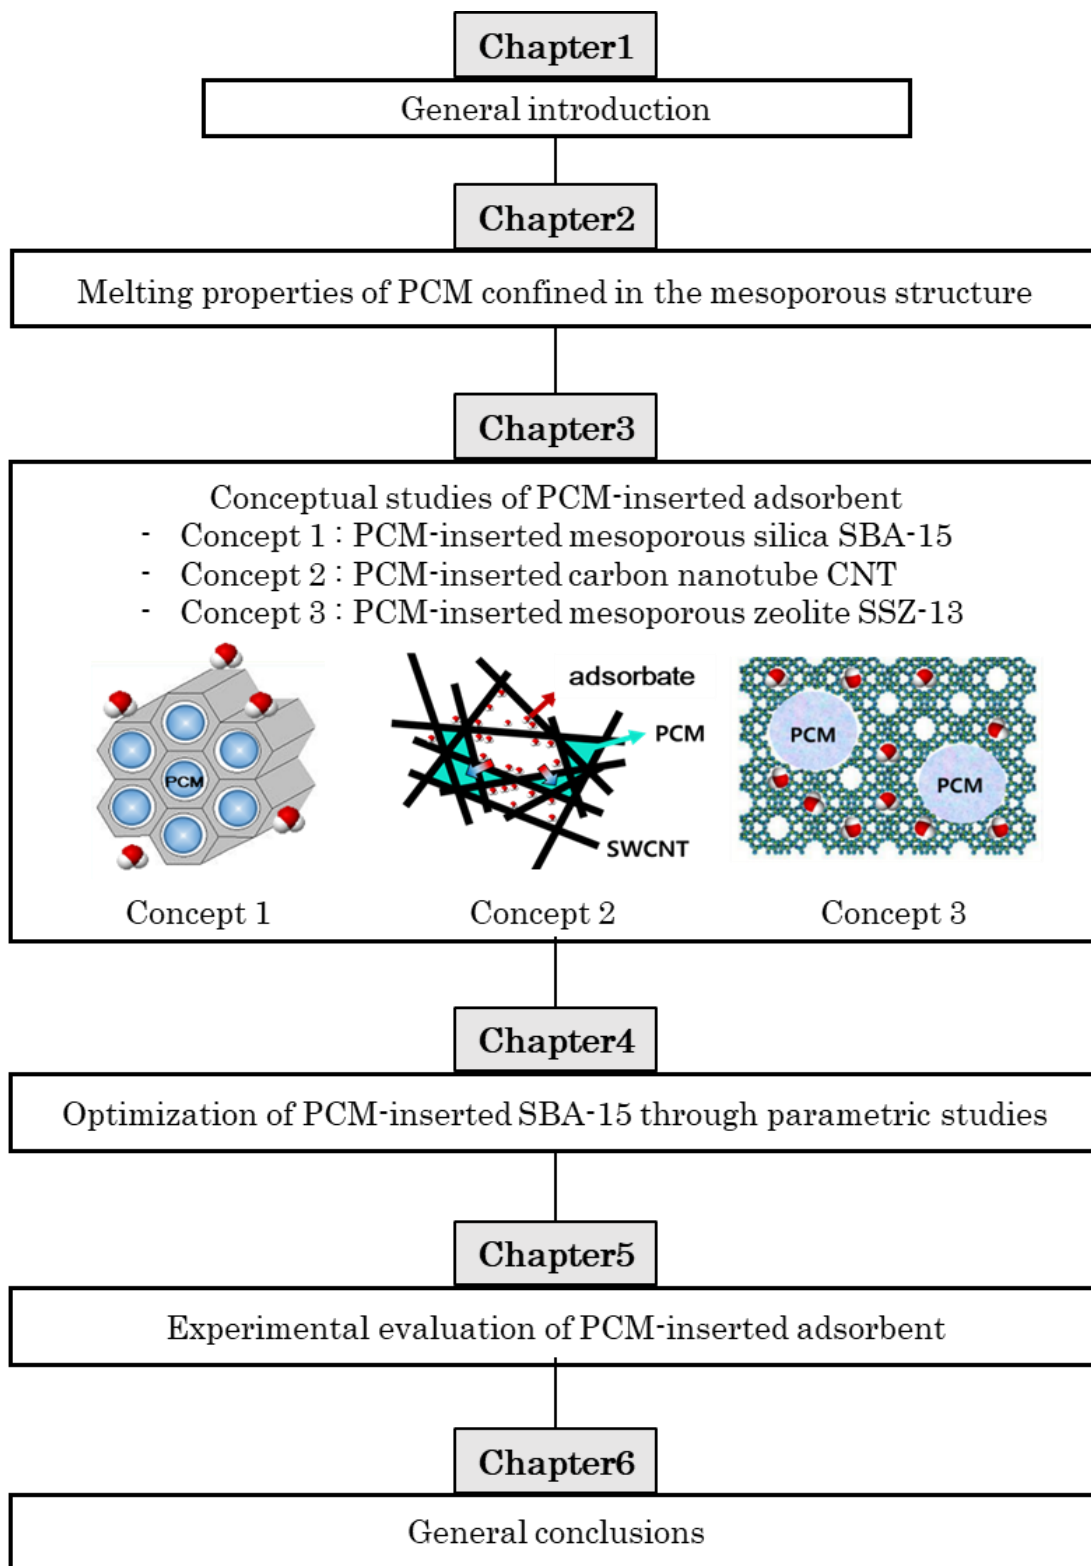 Chapter1
General introduction
Chapter2
Melting properties of PCM confined in the mesoporous structure
Chapter3
Conceptual studies of PCM-inserted adsorbent
- Concept 1 : PCM-inserted mesoporous silica SBA-15
- Concept 2 : PCM-inserted carbon nanotube CNT
- Concept 3 : PCM-inserted mesoporous zeolite SSZ-13
PCM
adsorbate
PCM
SWCNT
PCM
PCM
Concept 1
Concept 2
Concept 3
Chapter4
Optimization of PCM-inserted SBA-15 through parametric studies
Chapter5
Experimental evaluation of PCM-inserted adsorbent
Chapter6
General conclusions